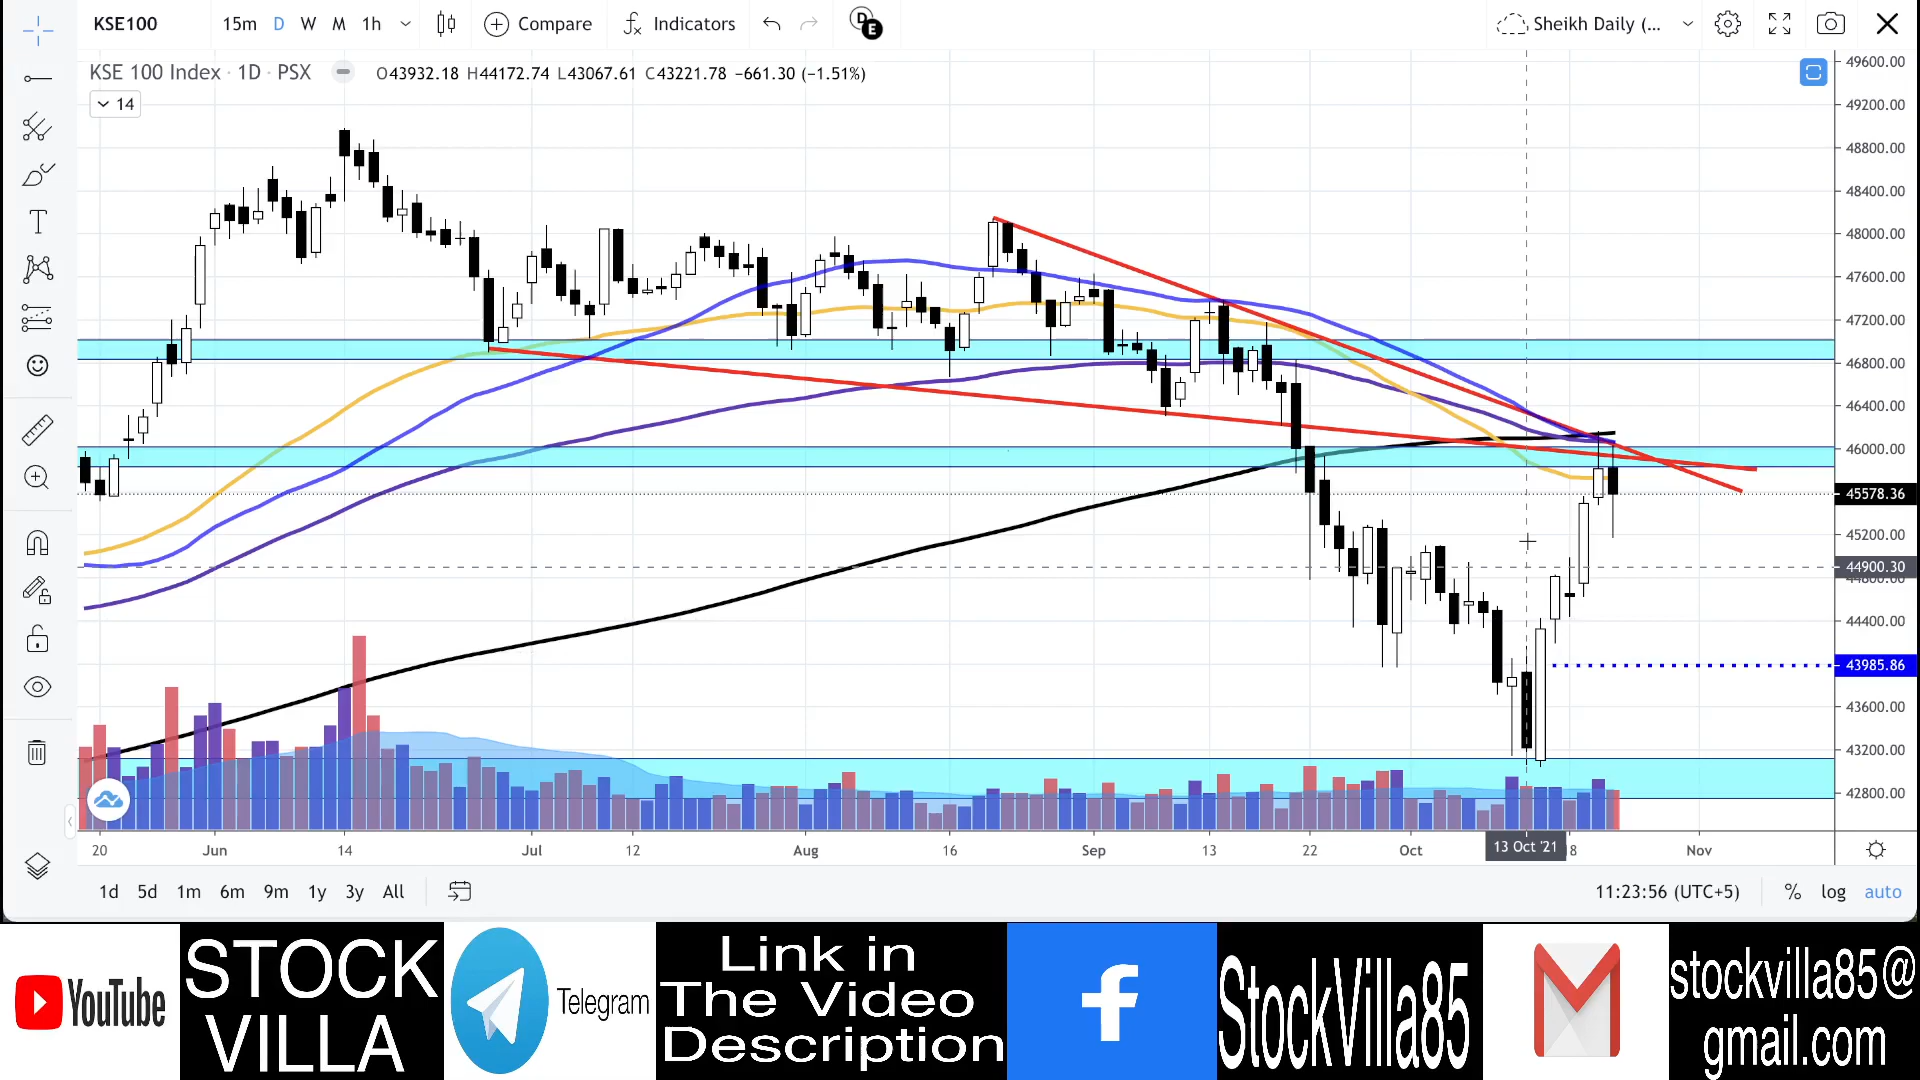 KSE100
15m D W M 1h Compare Indicators D E Sheikh Daily (...
KSE 100 Index · 1D · PSX O43932.18 H44172.74 L43067.61 C43221.78 −661.30 (−1.51%)
14
49600.00
49200.00
48800.00
48400.00
48000.00
47600.00
47200.00
46800.00
46400.00
46000.00
45578.36
45200.00
44900.30
44800.00
44400.00
43985.86
43600.00
43200.00
42800.00
20 Jun 14 Jul 12 Aug 16 Sep 13 22 Oct 13 Oct '21 8 Nov
1d 5d 1m 6m 9m 1y 3y All 11:23:56 (UTC+5) % log auto
YouTube
STOCK
VILLA
Telegram
Link in
The Video
Description
f
StockVilla85
stockvilla85@
gmail.com